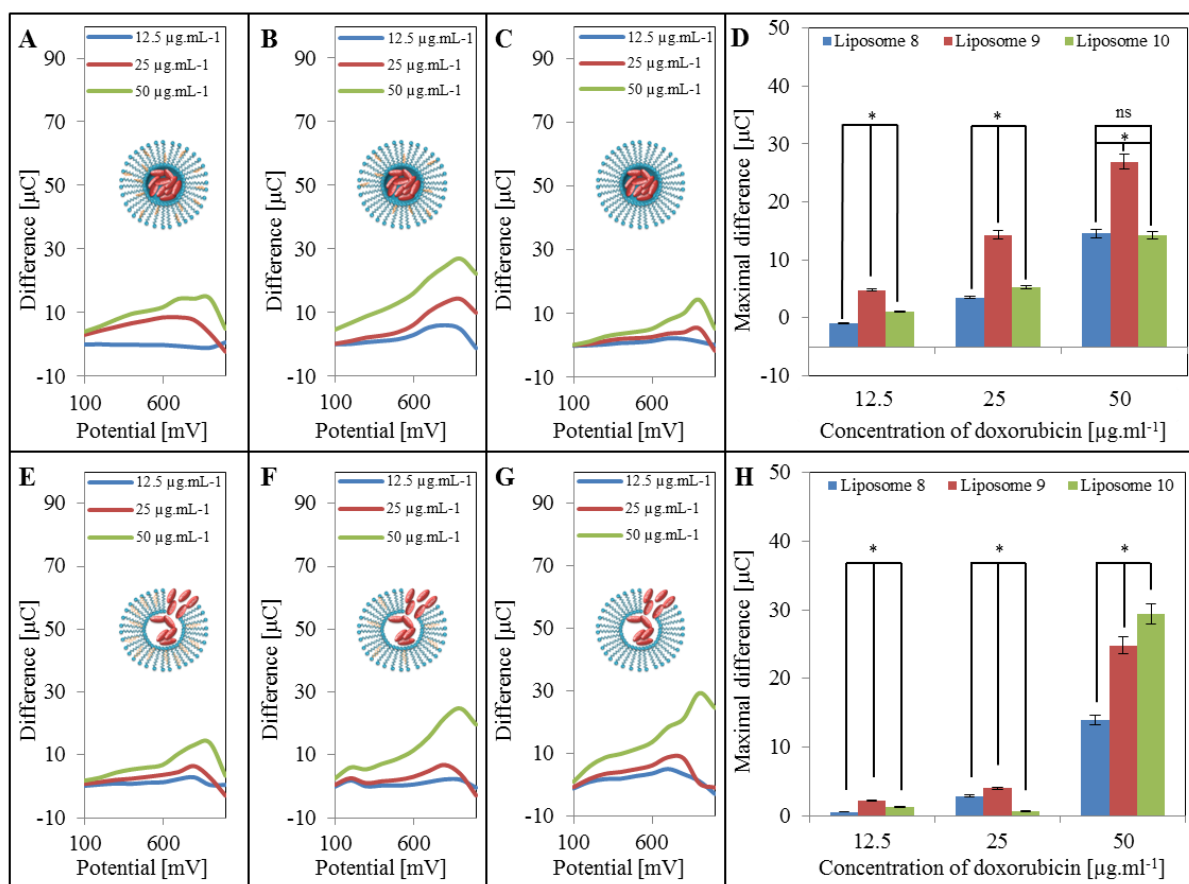 A
12.5 µg.mL-1
25 µg.mL-1
50 µg.mL-1
90
70
50
30
10
-10
Difference [µC]
100
600
Potential [mV]
B
12.5 µg.mL-1
25 µg.mL-1
50 µg.mL-1
90
70
50
30
10
-10
Difference [µC]
100
600
Potential [mV]
C
12.5 µg.mL-1
25 µg.mL-1
50 µg.mL-1
90
70
50
30
10
-10
Difference [µC]
100
600
Potential [mV]
D
Liposome 8 Liposome 9 Liposome 10
50
40
30
20
10
0
-10
Maximal difference [µC]
*
*
ns
*
12.5 25 50
Concentration of doxorubicin [µg.ml-1]
E
12.5 µg.mL-1
25 µg.mL-1
50 µg.mL-1
90
70
50
30
10
-10
Difference [µC]
100
600
Potential [mV]
F
12.5 µg.mL-1
25 µg.mL-1
50 µg.mL-1
90
70
50
30
10
-10
Difference [µC]
100
600
Potential [mV]
G
12.5 µg.mL-1
25 µg.mL-1
50 µg.mL-1
90
70
50
30
10
-10
Difference [µC]
100
600
Potential [mV]
H
Liposome 8 Liposome 9 Liposome 10
50
40
30
20
10
0
Maximal difference [µC]
*
*
*
12.5 25 50
Concentration of doxorubicin [µg.ml-1]